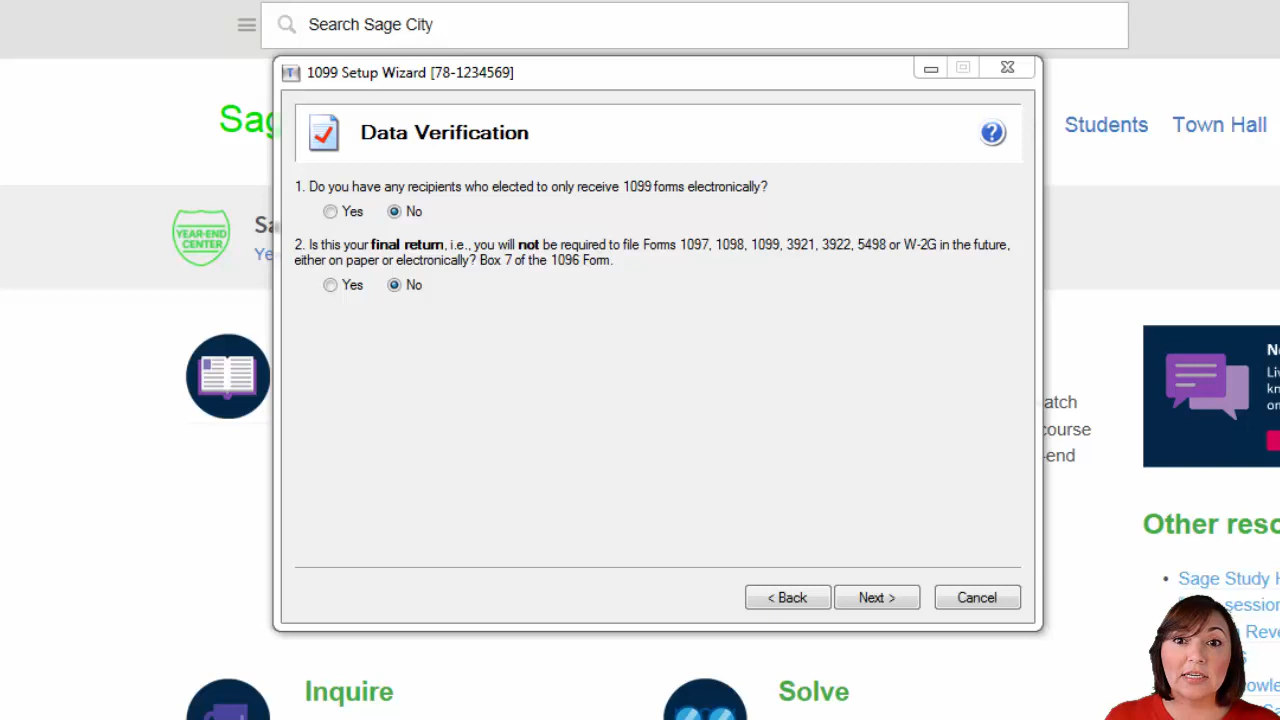 Search Sage City
1099 Setup Wizard [78-1234569]
Sag
Students Town Hall
Data Verification
YEAR-END
CENTER
Sa
Ye
1. Do you have any recipients who elected to only receive 1099 forms electronically?
Yes No
2. Is this your final return, i.e., you will not be required to file Forms 1097, 1098, 1099, 3921, 3922, 5498 or W-2G in the future,
either on paper or electronically? Box 7 of the 1096 Form.
Yes No
atch
course
-end
< Back Next > Cancel
Other reso
• Sage Study H
session
Reve
S
nowle
Inquire
Solve